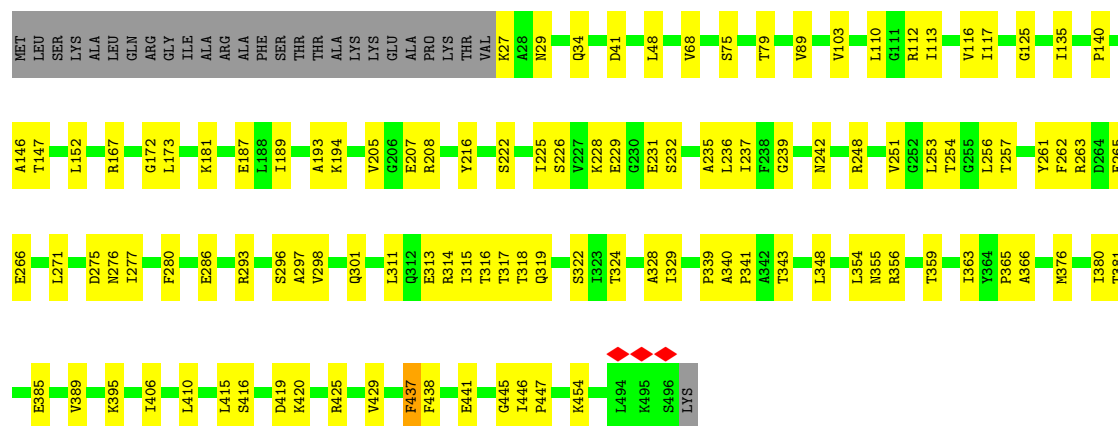 MET LEU SER LYS ALA LEU GLN ARG GLY ILE ALA ARG ALA PHE SER THR THR ALA LYS LYS GLU ALA PRO LYS THR VAL K27 A28 N29 Q34 D41 L48 V68 S75 T79 V89 V103 L110 G111 R112 I113 V116 I117 G125 I135 P140
A146 T147 L152 R167 G172 L173 K181 E187 L188 I189 A193 K194 V205 G206 E207 R208 Y216 S222 I225 S226 V227 K228 E229 G230 E231 S232 A235 L236 I237 F238 G239 N242 R248 V251 G252 L253 T254 G255 L256 T257 Y261 F262 R263 D264
E266 L271 D275 N276 I277 F280 E286 R293 S296 A297 V298 Q301 L311 Q312 E313 R314 I315 T316 T317 T318 Q319 S322 I323 T324 A328 I329 P339 A340 P341 A342 T343 L348 L354 N355 R356 T359 I363 Y364 P365 A366 M376 I380
E385 V389 K395 I406 L410 L415 S416 D419 K420 R425 V429 F437 F438 E441 G445 I446 P447 K454 L494 K495 S496 LYS